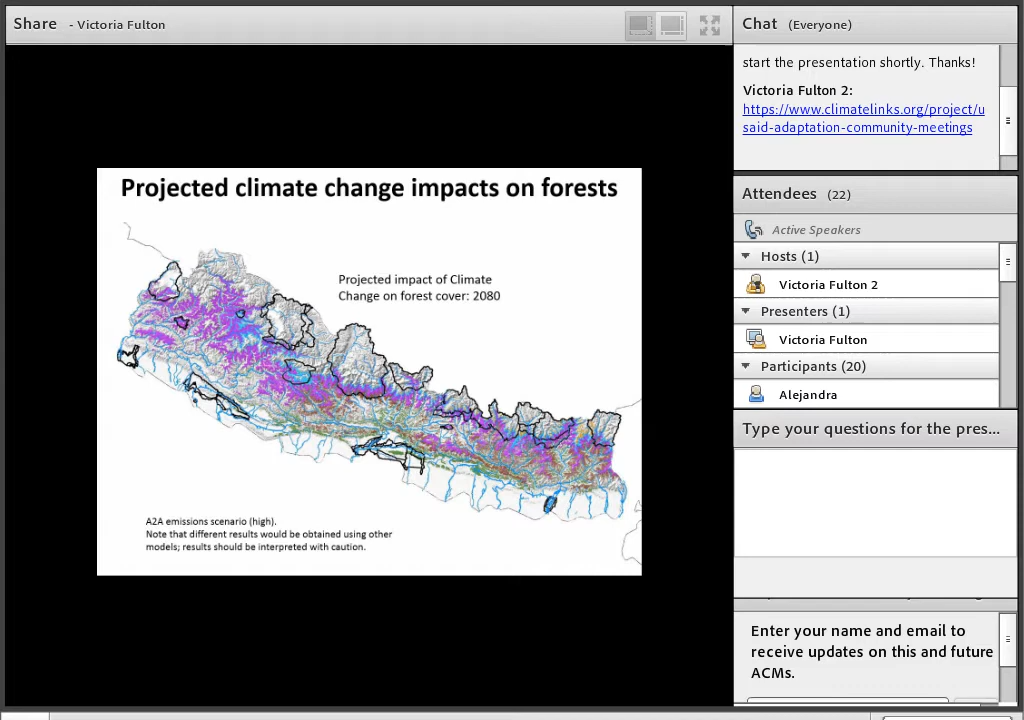 Share - Victoria Fulton
Projected climate change impacts on forests
Projected impact of Climate
Change on forest cover: 2080
A2A emissions scenario (high).
Note that different results would be obtained using other
models; results should be interpreted with caution.
Chat (Everyone)
start the presentation shortly. Thanks!
Victoria Fulton 2:
https://www.climatelinks.org/project/u
said-adaptation-community-meetings
Attendees (22)
Active Speakers
Hosts (1)
Victoria Fulton 2
Presenters (1)
Victoria Fulton
Participants (20)
Alejandra
Type your questions for the pres...
Enter your name and email to
receive updates on this and future
ACMs.